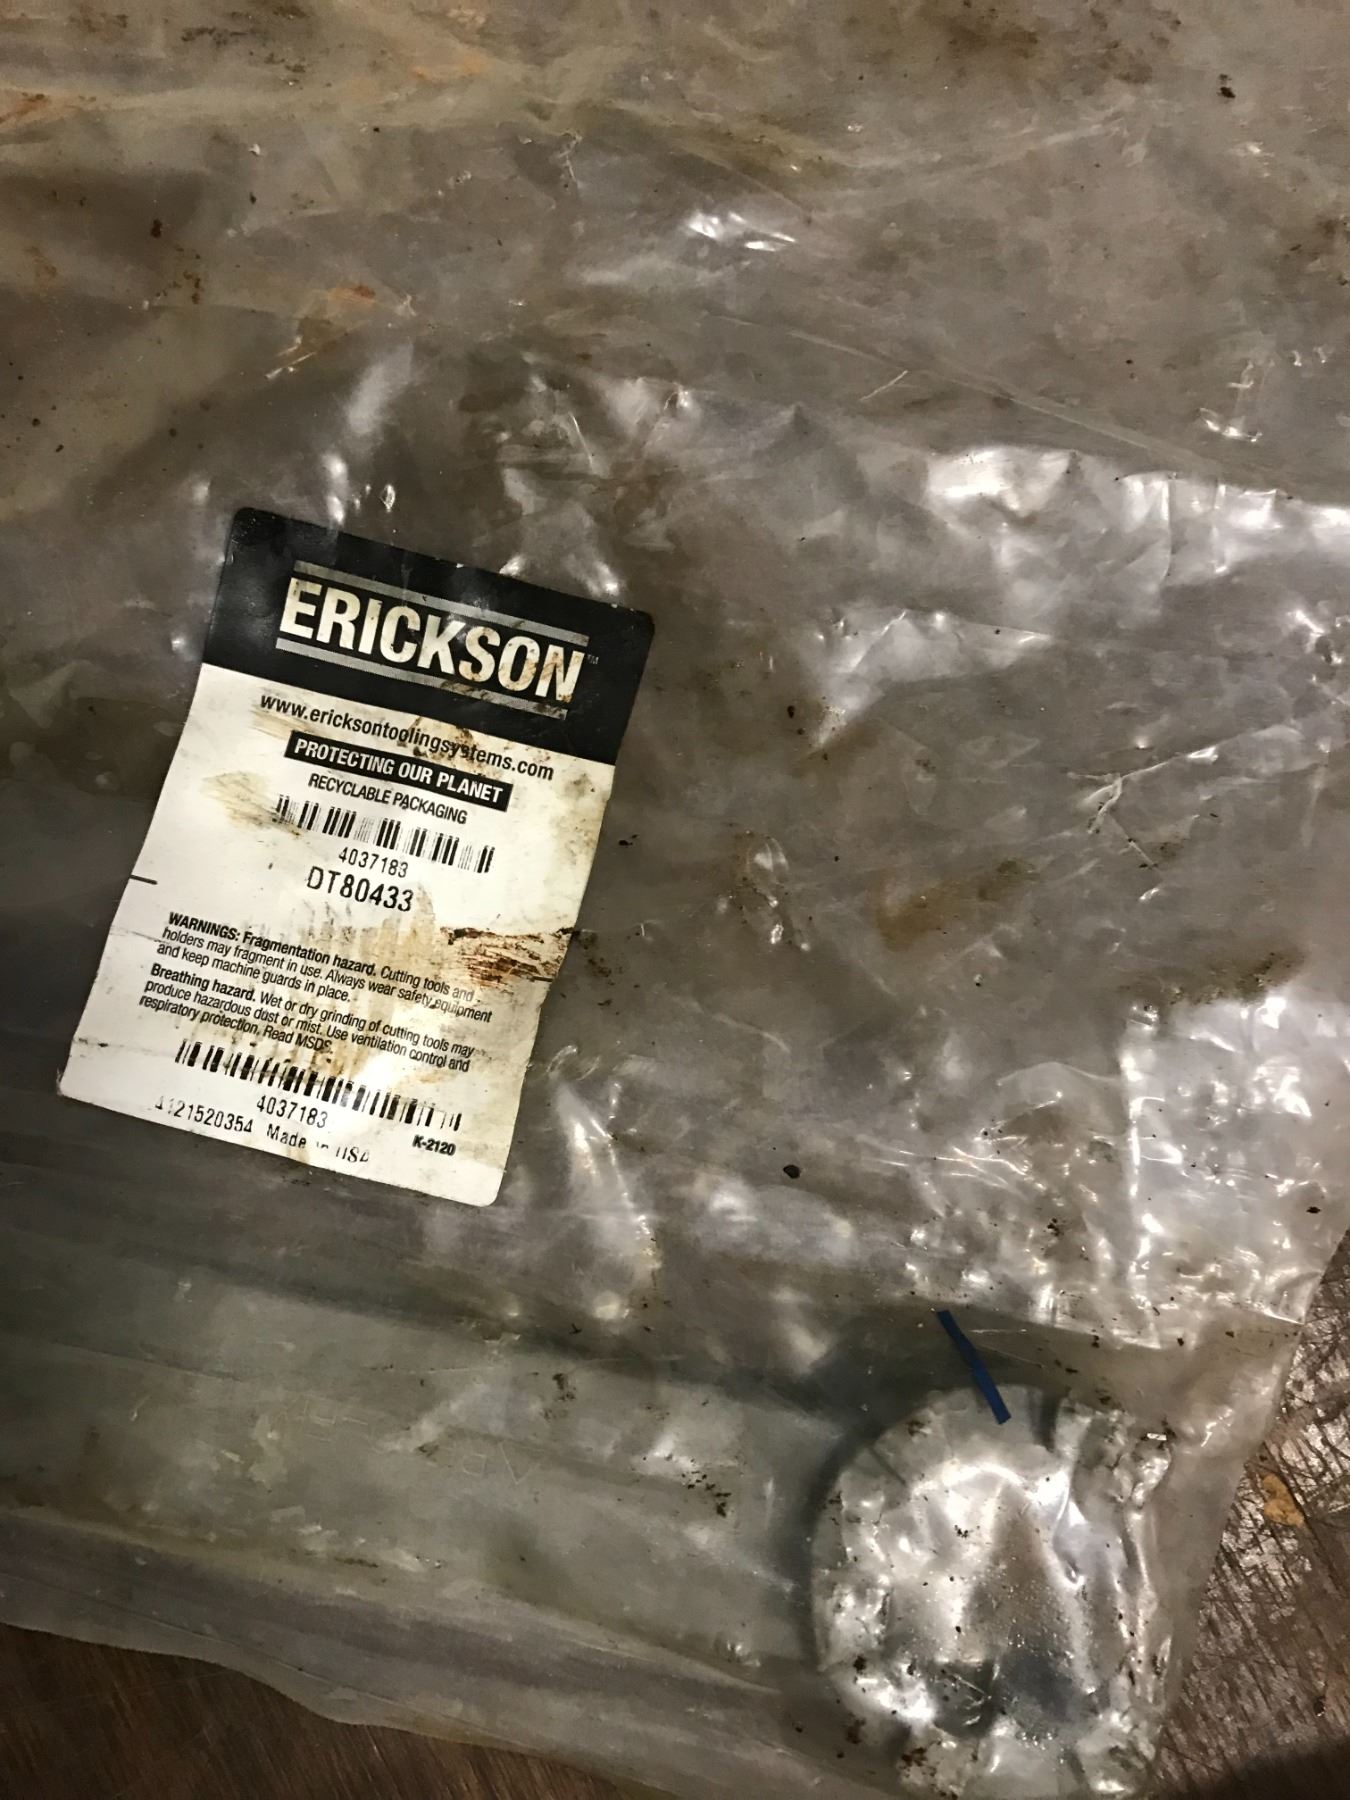 ERICKSON™
www.ericksontoolingsystems.com
PROTECTING OUR PLANET
RECYCLABLE PACKAGING
4037183
DT80433
WARNINGS: Fragmentation hazard. Cutting tools and
holders may fragment in use. Always wear safety equipment
and keep machine guards in place.
Breathing hazard. Wet or dry grinding of cutting tools may
produce hazardous dust or mist. Use ventilation control and
respiratory protection. Read MSDS.
4037183
4121520354 Made in USA
K-2120